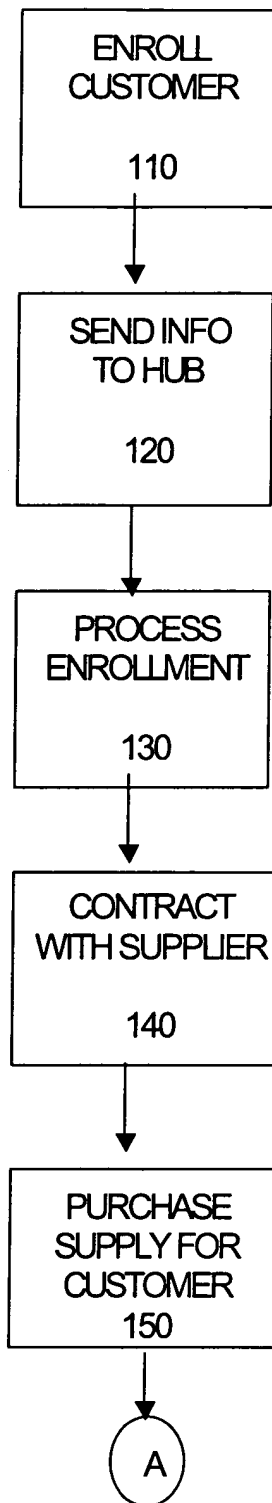 ENROLL
CUSTOMER
110
SEND INFO
TO HUB
120
PROCESS
ENROLLMENT
130
CONTRACT
WITH SUPPLIER
140
PURCHASE
SUPPLY FOR
CUSTOMER
150
A